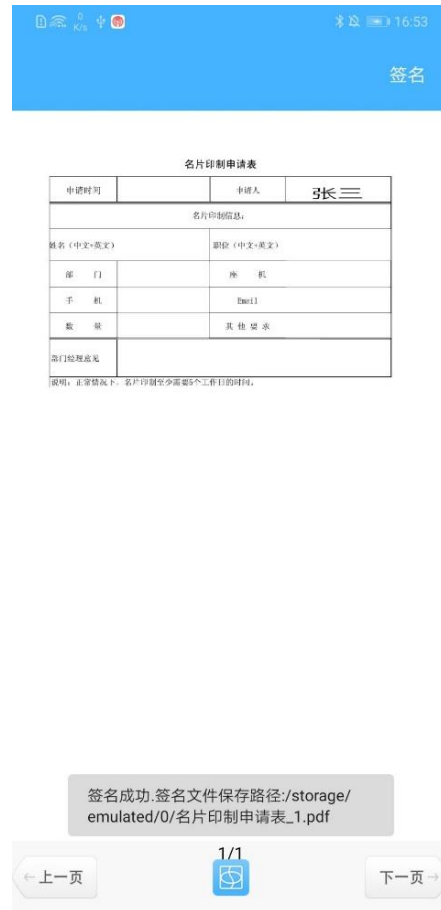 0
K/s
16:53
签名
名片印制申请表
申请时间 申请人 张三
名片印制信息:
姓名(中文+英文) 职位(中文+英文)
部 门 座 机
手 机 Email
数 量 其 他 要 求
部门经理意见
说明:正常情况下,名片印制至少需要5个工作日的时间。
签名成功.签名文件保存路径:/storage/
emulated/0/名片印制申请表_1.pdf
1/1
←上一页 下一页→